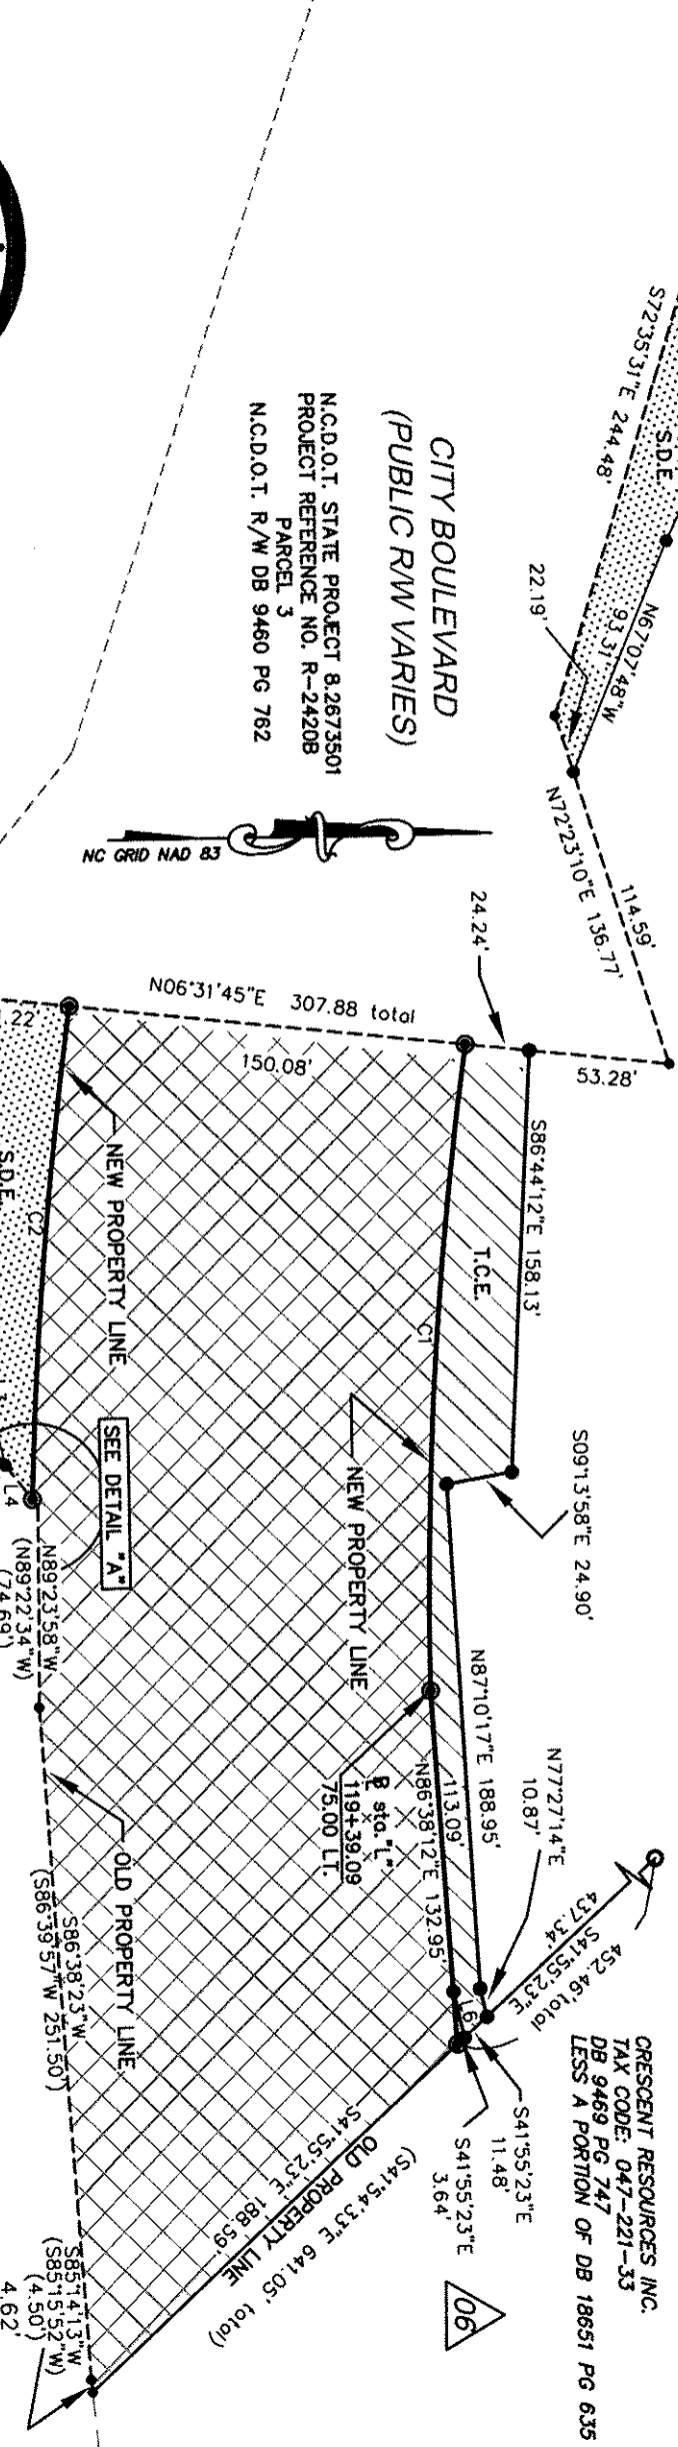 S72°35'31"E 244.48'
S.D.E.
N67°07'48"W
93.31'
22.19'
114.59'
N72°23'10"E 136.77'
CITY BOULEVARD
(PUBLIC R/W VARIES)
N.C.D.O.T. STATE PROJECT 8.2673501
PROJECT REFERENCE NO. R-2420B
PARCEL 3
N.C.D.O.T. R/W DB 9460 PG 762
NC GRID NAD 83
24.24'
53.28'
N06°31'45"E 307.88 total
150.08'
.22
S86°44'12"E 158.13'
T.C.E.
C1
S09°13'58"E 24.90'
NEW PROPERTY LINE
C2
S.D.E.
NEW PROPERTY LINE
SEE DETAIL "A"
L4
N89°23'58"W
(N89°22'34"W)
(74.69')
N87°10'17"E 188.95'
113.09'
N86°38'12"E 132.95'
sta."L"
119+39.09
75.00 LT.
N77°27'14"E
10.87'
437.34'
S41°55'23"E
452.46' total
L6
S41°55'23"E
11.48'
S41°55'23"E
3.64'
CRESCENT RESOURCES INC.
TAX CODE: 047-221-33
DB 9469 PG 747
LESS A PORTION OF DB 18651 PG 635
06
OLD PROPERTY LINE
S86°38'23"W
(S86°39'57"W 251.50')
(S41°54'33"E 641.05' total)
OLD PROPERTY LINE
S41°55'23"E 188.59'
S85°14'13"W
(S85°15'52"W)
(4.50')
4.62'